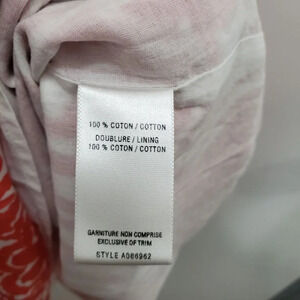 100 % COTON / COTTON
DOUBLURE / LINING
100 % COTON / COTTON
GARNITURE NON COMPRISE
EXCLUSIVE OF TRIM
STYLE A086962